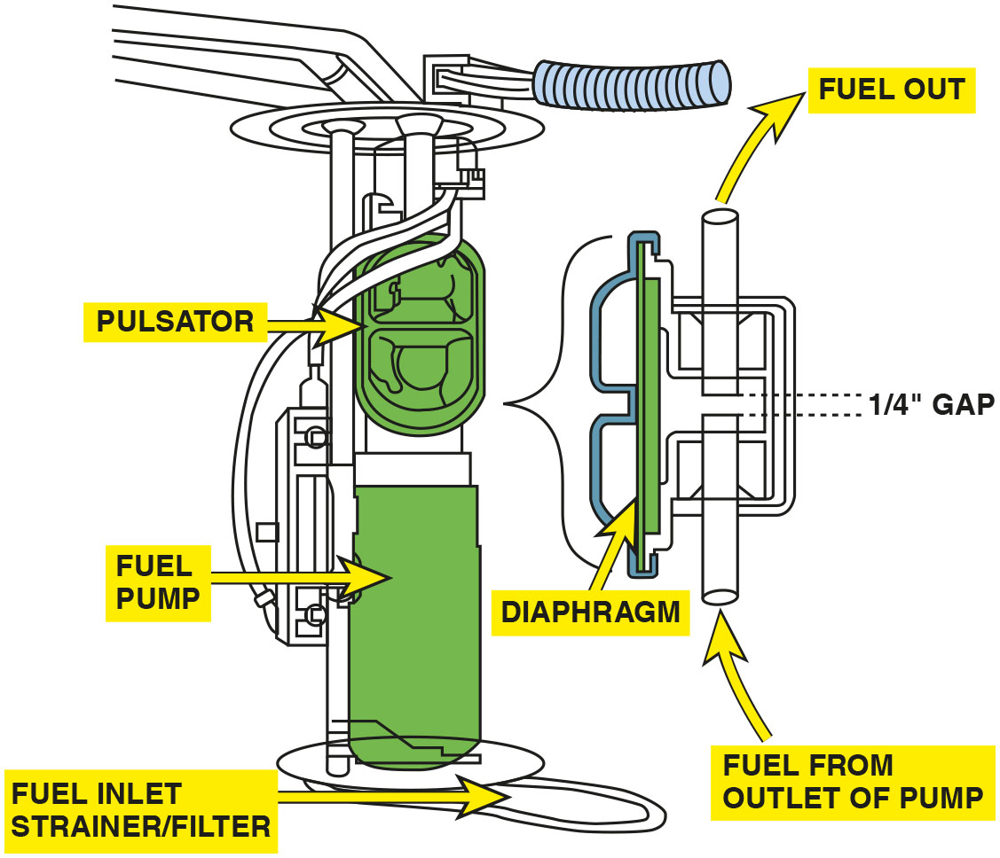 FUEL OUT
PULSATOR
1/4" GAP
FUEL
PUMP
DIAPHRAGM
FUEL FROM
OUTLET OF PUMP
FUEL INLET
STRAINER/FILTER